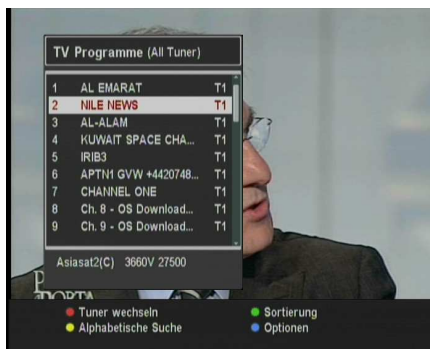 TV Programme (All Tuner)
1 AL EMARAT T1
2 NILE NEWS T1
3 AL-ALAM T1
4 KUWAIT SPACE CHA... T1
5 IRIB3 T1
6 APTN1 GVW +4420748... T1
7 CHANNEL ONE T1
8 Ch. 8 - OS Download... T1
9 Ch. 9 - OS Download... T1
Asiasat2(C) 3660V 27500
Tuner wechseln
Sortierung
Alphabetische Suche
Optionen